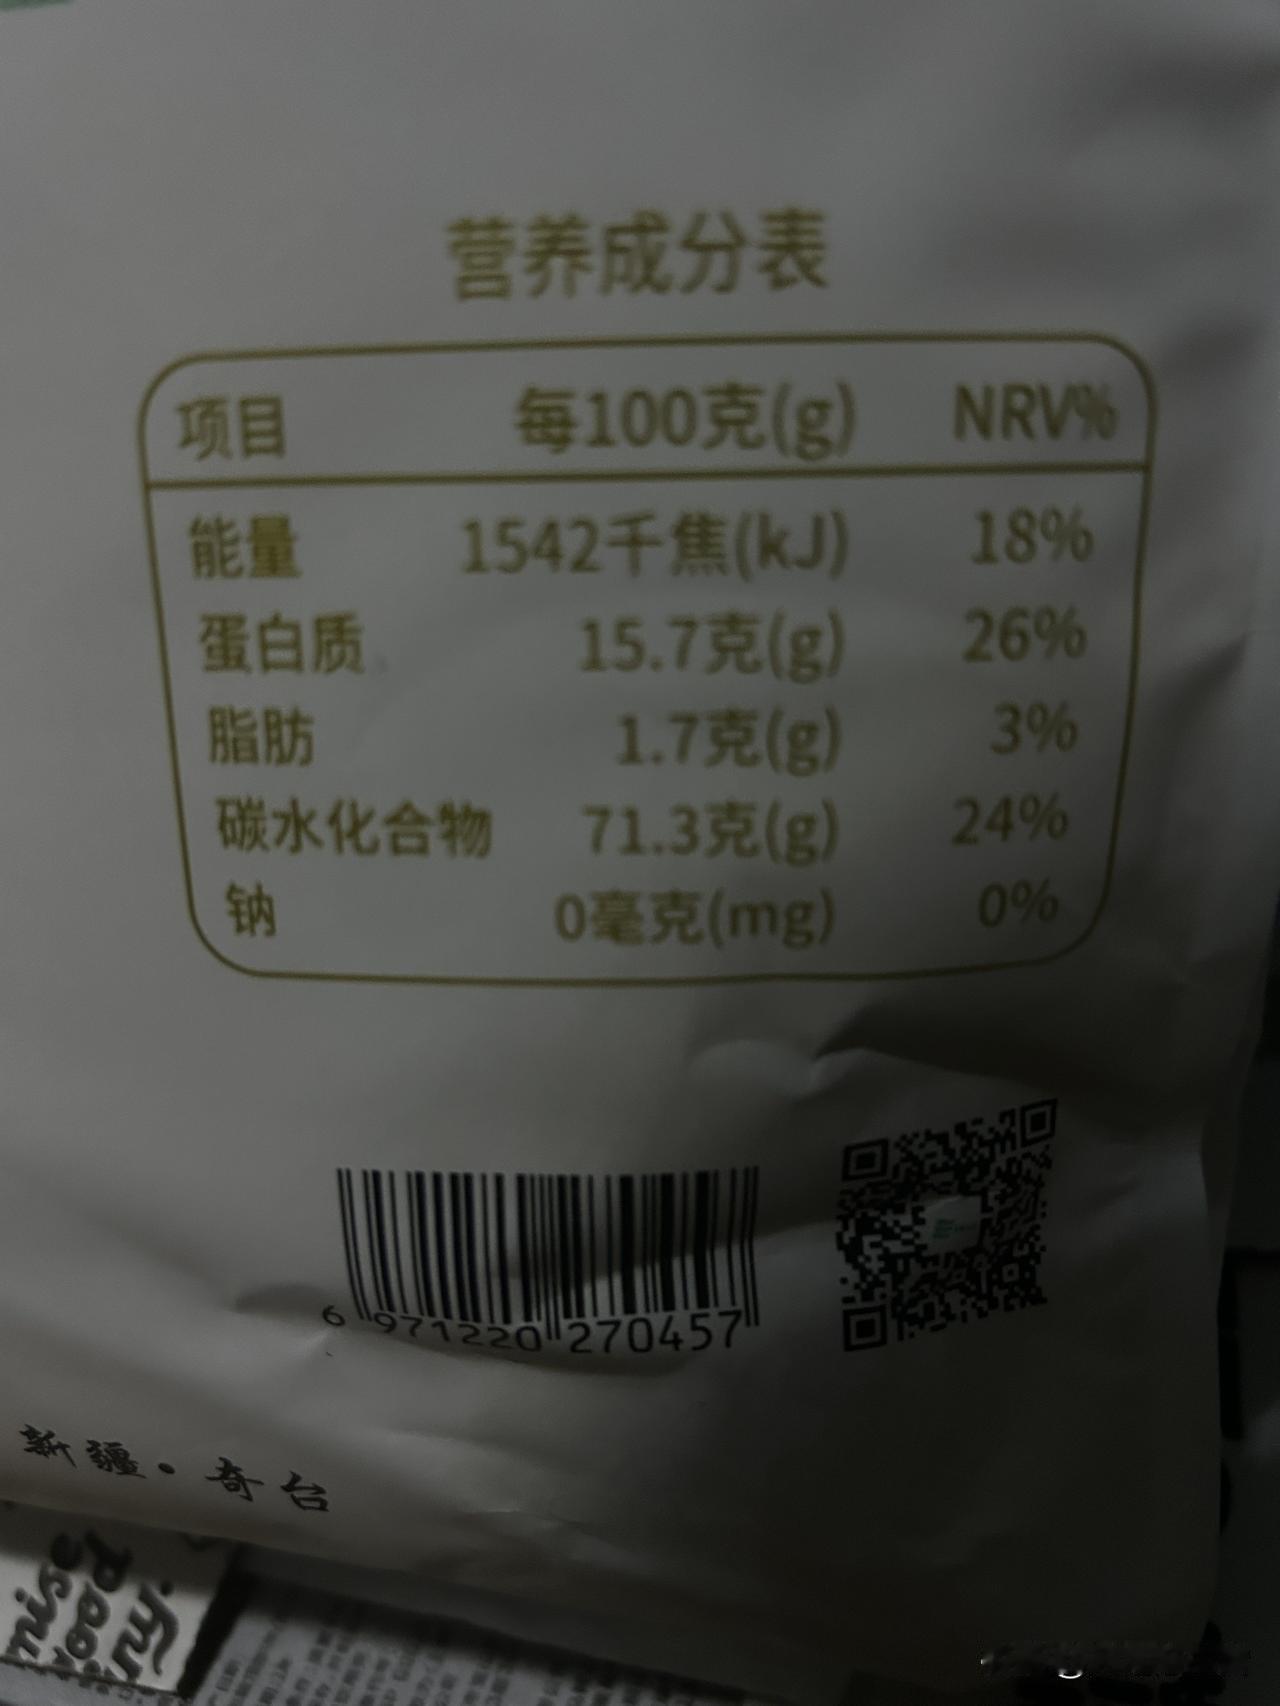 营养成分表
项目 每100克(g) NRV%
能量 1542千焦(kJ) 18%
蛋白质 15.7克(g) 26%
脂肪 1.7克(g) 3%
碳水化合物 71.3克(g) 24%
钠 0毫克(mg) 0%
6 971220 270457
新疆·奇台